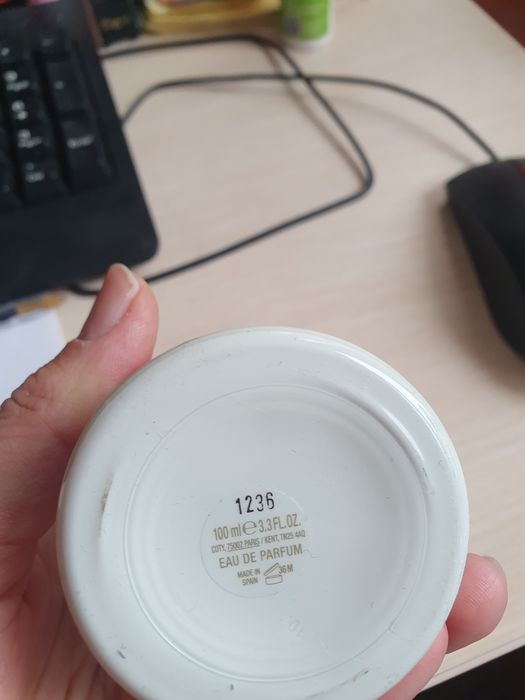 1236
100 ml ℮ 3.3 FL.OZ.
COTY, 75002 PARIS / KENT, TN25 4AQ
EAU DE PARFUM
MADE IN
SPAIN
36 M